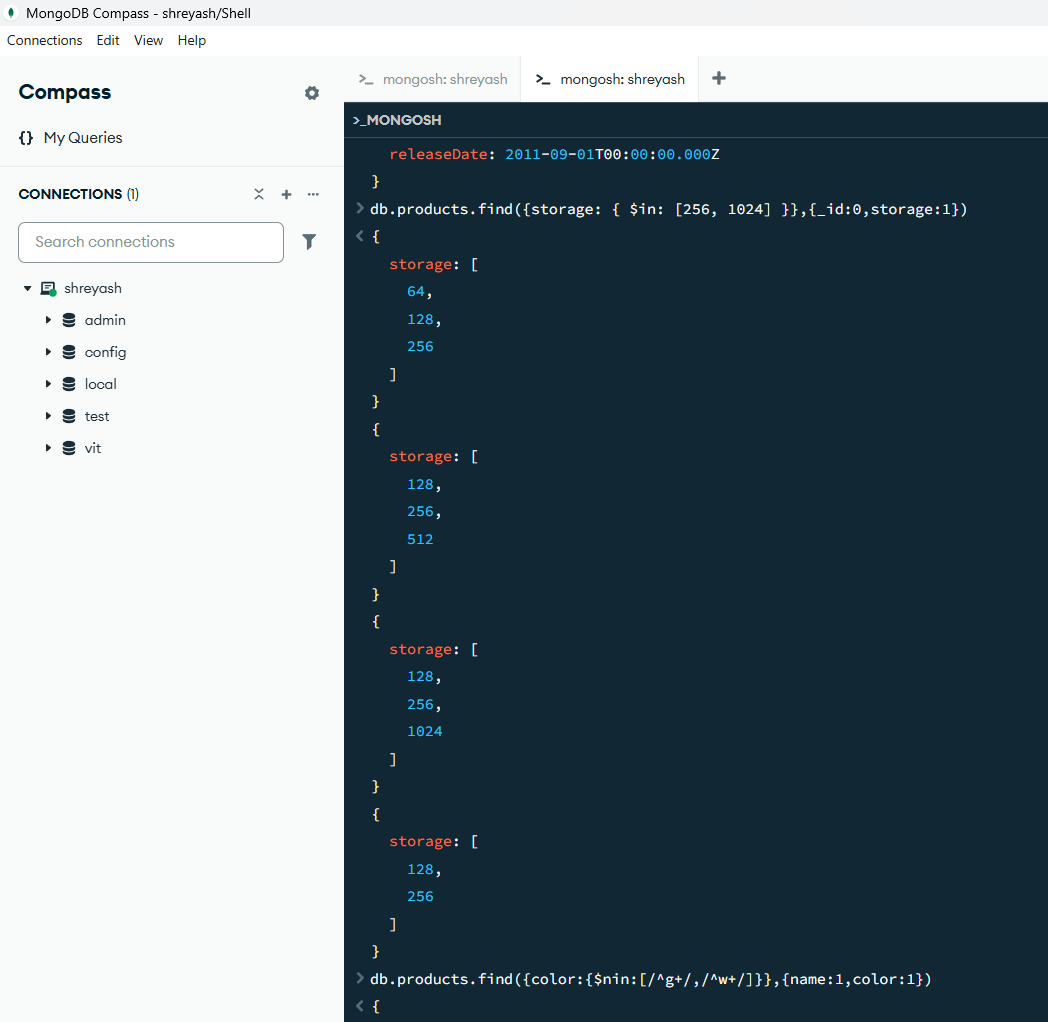 MongoDB Compass - shreyash/Shell
Connections Edit View Help
Compass
{} My Queries
CONNECTIONS (1)
Search connections
shreyash
admin
config
local
test
vit
>_ mongosh: shreyash
>_ mongosh: shreyash +
>_MONGOSH
releaseDate: 2011-09-01T00:00:00.000Z
}
> db.products.find({storage: { $in: [256, 1024] }},{_id:0,storage:1})
< {
storage: [
64,
128,
256
]
}
{
storage: [
128,
256,
512
]
}
{
storage: [
128,
256,
1024
]
}
{
storage: [
128,
256
]
}
> db.products.find({color:{$nin:[/^g+/,/^w+/]}},{name:1,color:1})
< {